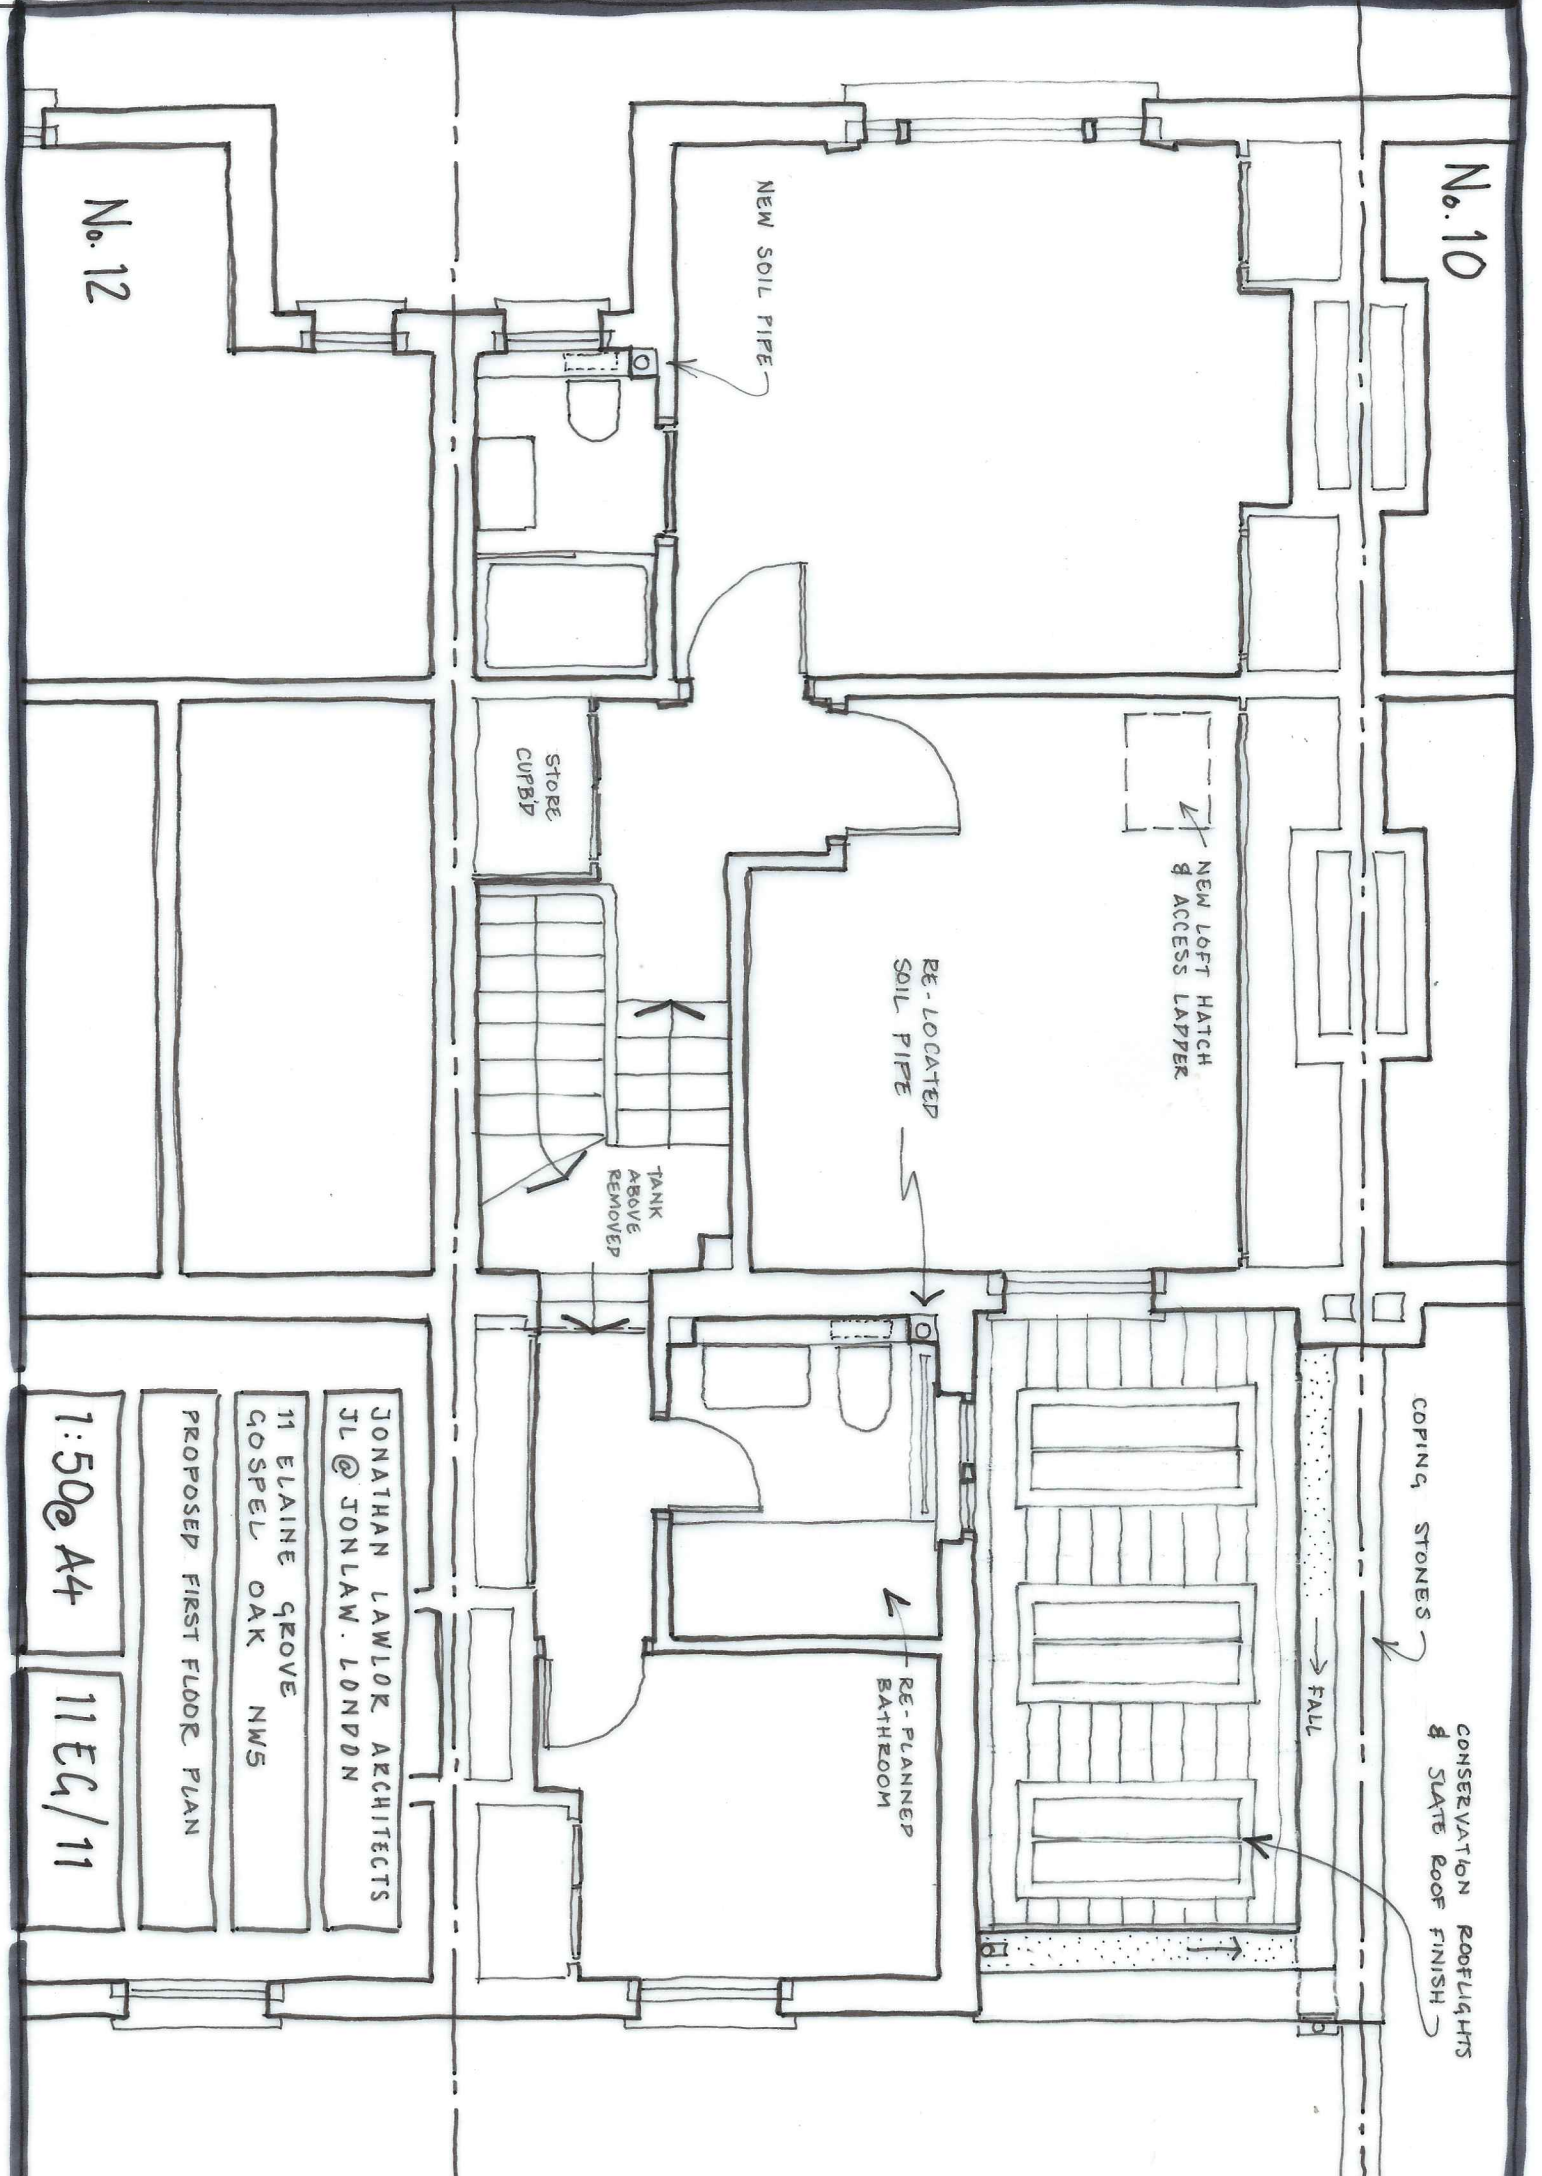 No. 10
No. 12
NEW SOIL PIPE
STORE
CUPB'D
NEW LOFT HATCH
& ACCESS LADDER
RE-LOCATED
SOIL PIPE
TANK
ABOVE
REMOVED
COPING STONES
FALL
CONSERVATION ROOFLIGHTS
& SLATE ROOF FINISH
RE-PLANNED
BATHROOM
JONATHAN LAWLOR ARCHITECTS
JL@JONLAW.LONDON
11 ELAINE GROVE
GOSPEL OAK NW5
PROPOSED FIRST FLOOR PLAN
1:50@A4
11EG/11